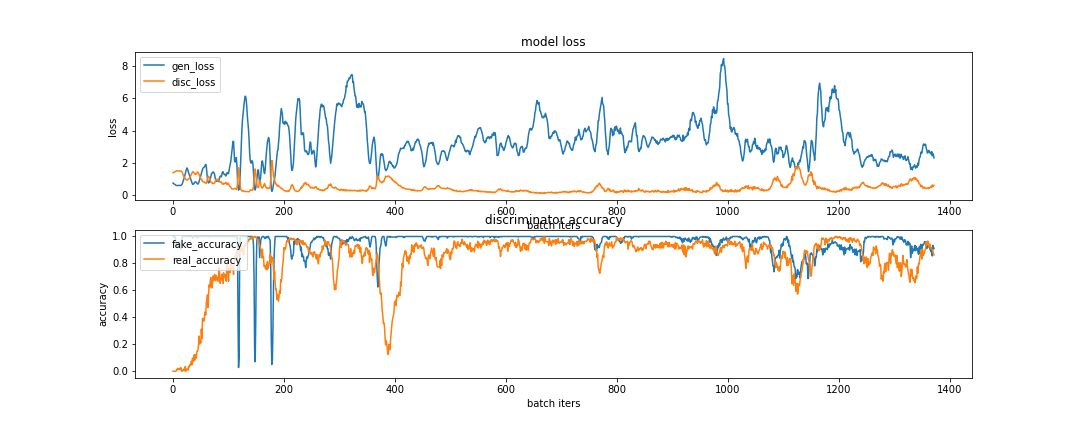 model loss
gen_loss
disc_loss
loss
8
6
4
2
0
0 200 400 600 800 1000 1200 1400
batch iters
discriminator accuracy
fake_accuracy
real_accuracy
accuracy
1.0
0.8
0.6
0.4
0.2
0.0
0 200 400 600 800 1000 1200 1400
batch iters